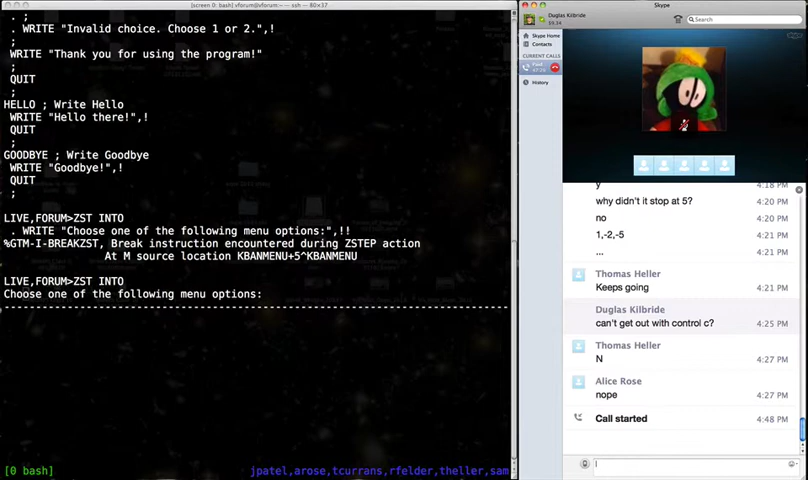 [screen 0: bash] vforum@vforum:~ — ssh — 80×37
. ;
. WRITE "Invalid choice. Choose 1 or 2.",!
;
WRITE "Thank you for using the program!"
;
QUIT
;
HELLO ; Write Hello
WRITE "Hello there!",!
QUIT
;
GOODBYE ; Write Goodbye
WRITE "Goodbye!",!
QUIT
;
LIVE,FORUM>ZST INTO
. WRITE "Choose one of the following menu options:",!!
%GTM-I-BREAKZST, Break instruction encountered during ZSTEP action
At M source location KBANMENU+5^KBANMENU
LIVE,FORUM>ZST INTO
Choose one of the following menu options:
[0 bash]
jpatel,arose,tcurrans,rfelder,theller,sam
Skype
Duglas Kilbride
$9.24
Search
Skype Home
Contacts
CURRENT CALLS
History
y
4:18 PM
why didn't it stop at 5?
4:20 PM
no
4:20 PM
1,-2,-5
4:21 PM
...
4:21 PM
Thomas Heller
Keeps going
4:21 PM
Duglas Kilbride
can't get out with control c?
4:25 PM
Thomas Heller
N
4:27 PM
Alice Rose
nope
4:27 PM
Call started
4:48 PM